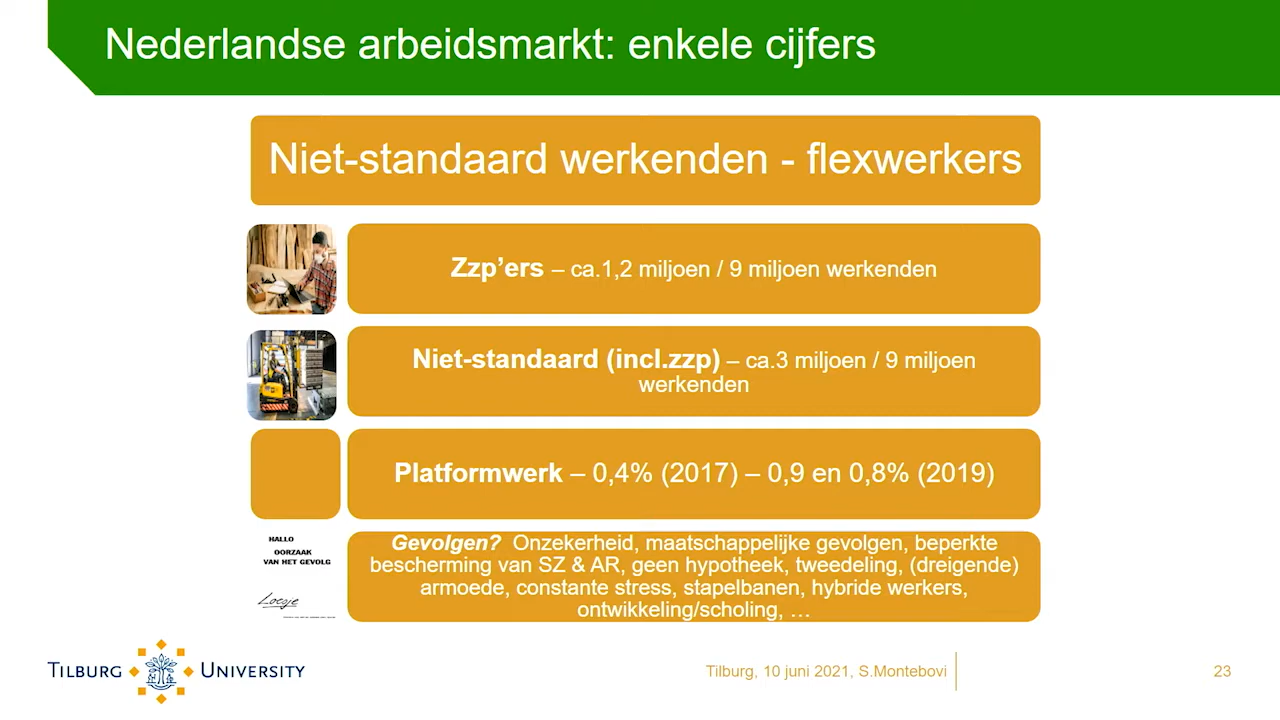 Nederlandse arbeidsmarkt: enkele cijfers
Niet-standaard werkenden - flexwerkers
Zzp’ers – ca.1,2 miljoen / 9 miljoen werkenden
Niet-standaard (incl.zzp) – ca.3 miljoen / 9 miljoen
werkenden
Platformwerk – 0,4% (2017) – 0,9 en 0,8% (2019)
HALLO
OORZAAK
VAN HET GEVOLG
Loesje
Gevolgen? Onzekerheid, maatschappelijke gevolgen, beperkte
bescherming van SZ & AR, geen hypotheek, tweedeling, (dreigende)
armoede, constante stress, stapelbanen, hybride werkers,
ontwikkeling/scholing, …
TILBURG UNIVERSITY
Tilburg, 10 juni 2021, S.Montebovi
23